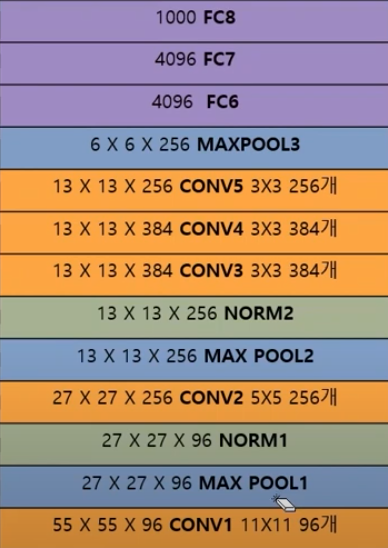 1000 FC8
4096 FC7
4096 FC6
6 X 6 X 256 MAXPOOL3
13 X 13 X 256 CONV5 3X3 256개
13 X 13 X 384 CONV4 3X3 384개
13 X 13 X 384 CONV3 3X3 384개
13 X 13 X 256 NORM2
13 X 13 X 256 MAX POOL2
27 X 27 X 256 CONV2 5X5 256개
27 X 27 X 96 NORM1
27 X 27 X 96 MAX POOL1
55 X 55 X 96 CONV1 11X11 96개